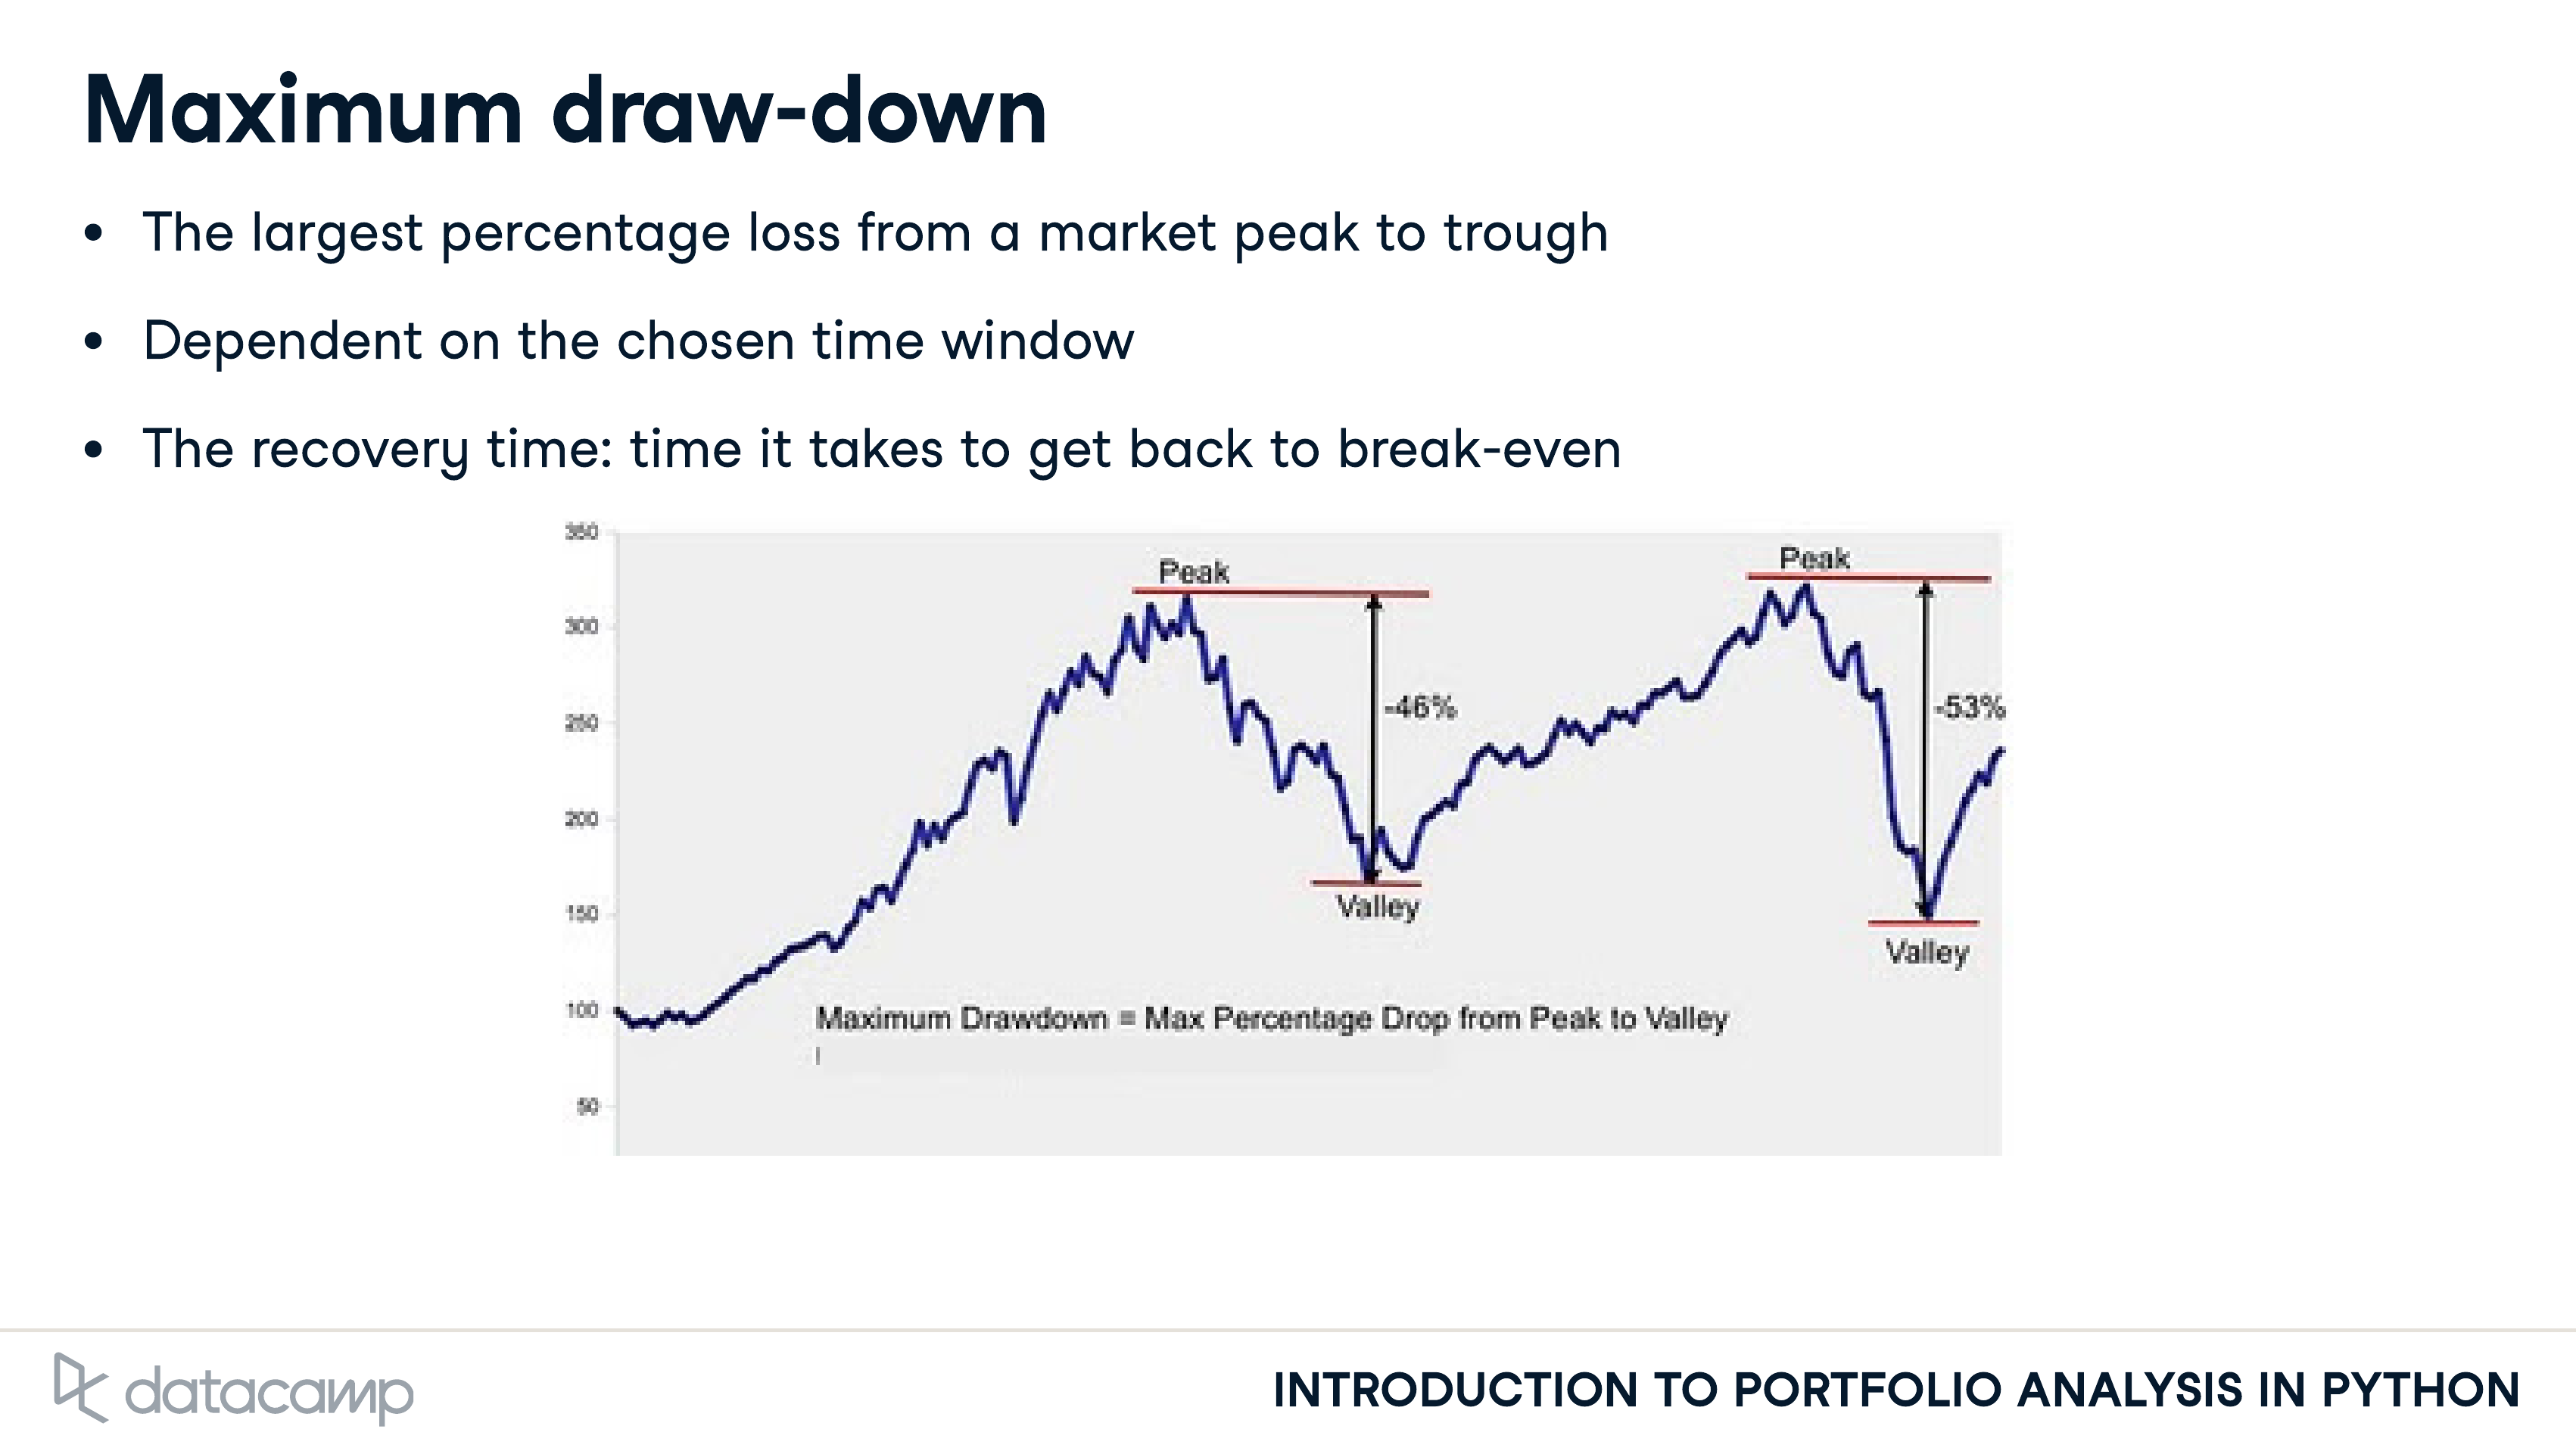 Maximum draw-down
• The largest percentage loss from a market peak to trough
• Dependent on the chosen time window
• The recovery time: time it takes to get back to break-even
350
Peak
Peak
300
-46%
-53%
250
200
150
Valley
Valley
100
Maximum Drawdown = Max Percentage Drop from Peak to Valley
50
datacamp
INTRODUCTION TO PORTFOLIO ANALYSIS IN PYTHON